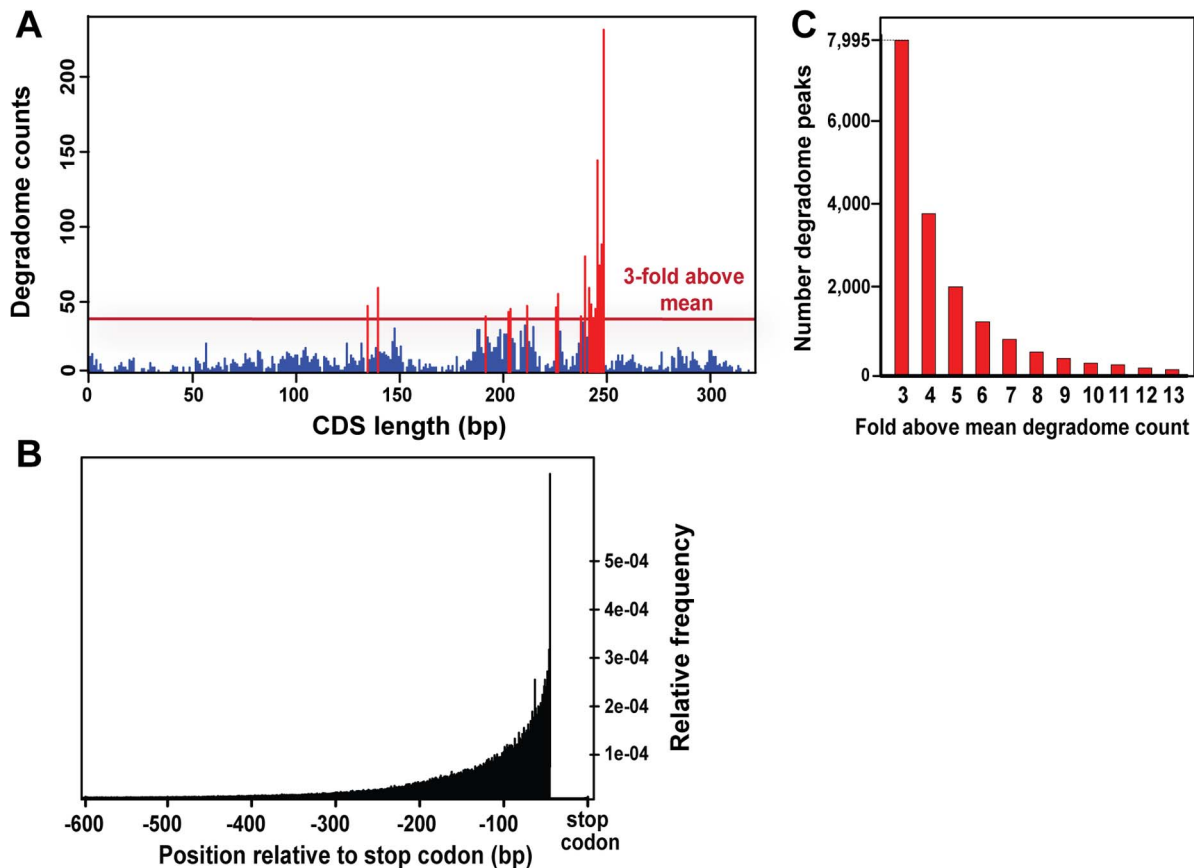 A
Degradome counts
200
150
100
50
0
3-fold above
mean
0 50 100 150 200 250 300
CDS length (bp)
B
Relative frequency
5e-04
4e-04
3e-04
2e-04
1e-04
-600 -500 -400 -300 -200 -100 stop
codon
Position relative to stop codon (bp)
C
Number degradome peaks
7,995
6,000
4,000
2,000
0
3 4 5 6 7 8 9 10 11 12 13
Fold above mean degradome count